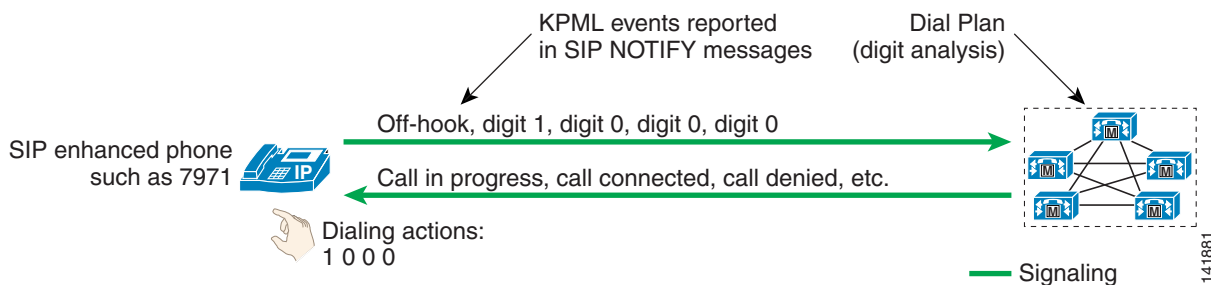 KPML events reported
in SIP NOTIFY messages
Dial Plan
(digit analysis)
Off-hook, digit 1, digit 0, digit 0, digit 0
SIP enhanced phone
such as 7971
IP
Call in progress, call connected, call denied, etc.
M
M
M
M
M
Dialing actions:
1 0 0 0
Signaling
141881